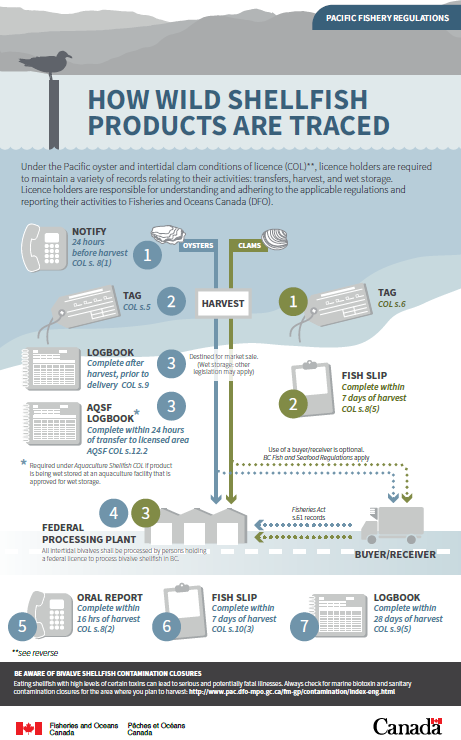 PACIFIC FISHERY REGULATIONS
HOW WILD SHELLFISH
PRODUCTS ARE TRACED
Under the Pacific oyster and intertidal clam conditions of licence (COL)**, licence holders are required
to maintain a variety of records relating to their activities: transfers, harvest, and wet storage.
Licence holders are responsible for understanding and adhering to the applicable regulations and
reporting their activities to Fisheries and Oceans Canada (DFO).
NOTIFY
24 hours
before harvest
COL s. 8(1)
1
OYSTERS
CLAMS
TAG
COL s.5
2
HARVEST
1
TAG
COL s.6
LOGBOOK
Complete after
harvest, prior to
delivery COL s.9
3
Destined for market sale.
(Wet storage: other
legislation may apply)
FISH SLIP
Complete within
7 days of harvest
COL s.8(5)
2
AQSF
LOGBOOK*
Complete within 24 hours
of transfer to licensed area
AQSF COL s.12.2
3
* Required under Aquaculture Shellfish COL if product
is being wet stored at an aquaculture facility that is
approved for wet storage.
Use of a buyer/receiver is optional.
BC Fish and Seafood Regulations apply
4
3
FEDERAL
PROCESSING PLANT
All intertidal bivalves shall be processed by persons holding
a federal licence to process bivalve shellfish in BC.
Fisheries Act
s.61 records
BUYER/RECEIVER
5
ORAL REPORT
Complete within
16 hrs of harvest
COL s.8(2)
6
FISH SLIP
Complete within
7 days of harvest
COL s.10(3)
7
LOGBOOK
Complete within
28 days of harvest
COL s.9(5)
**see reverse
BE AWARE OF BIVALVE SHELLFISH CONTAMINATION CLOSURES
Eating shellfish with high levels of certain toxins can lead to serious and potentially fatal illnesses. Always check for marine biotoxin and sanitary
contamination closures for the area where you plan to harvest: http://www.pac.dfo-mpo.gc.ca/fm-gp/contamination/index-eng.html
Fisheries and Oceans
Canada
Pêches et Océans
Canada
Canada